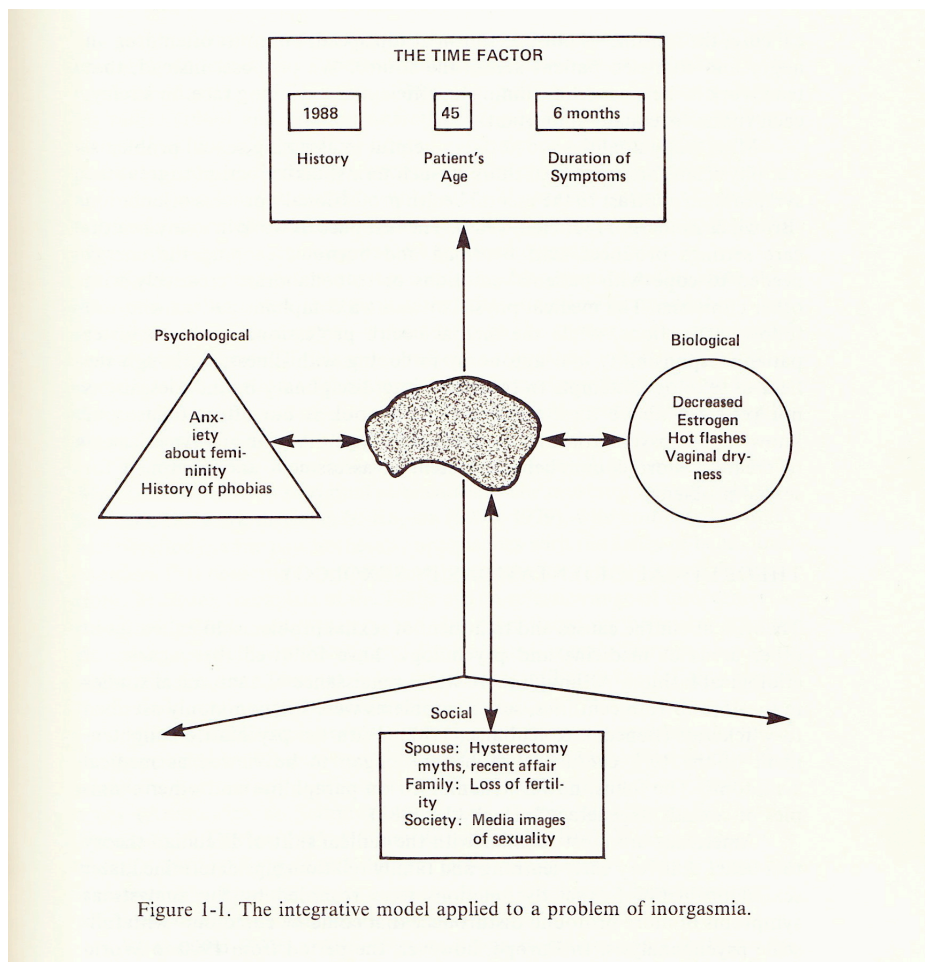 THE TIME FACTOR
1988
45
6 months
History
Patient's
Age
Duration of
Symptoms
Psychological
Biological
Anx-
iety
about femi-
ninity
History of phobias
Decreased
Estrogen
Hot flashes
Vaginal dry-
ness
Social
Spouse: Hysterectomy
myths, recent affair
Family: Loss of fertil-
ity
Society: Media images
of sexuality
Figure 1-1. The integrative model applied to a problem of inorgasmia.